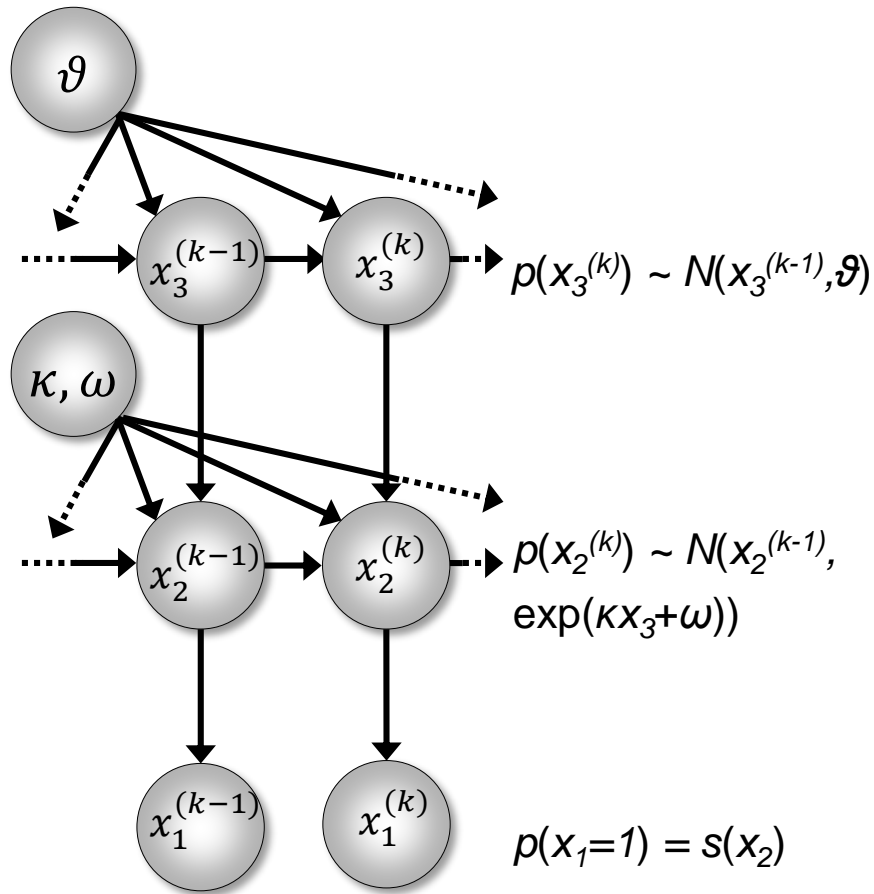 ϑ
x₃⁽ᵏ⁻¹⁾ x₃⁽ᵏ⁾ p(x₃⁽ᵏ⁾) ~ N(x₃⁽ᵏ⁻¹⁾,ϑ)
κ, ω
x₂⁽ᵏ⁻¹⁾ x₂⁽ᵏ⁾ p(x₂⁽ᵏ⁾) ~ N(x₂⁽ᵏ⁻¹⁾,
exp(κx₃+ω))
x₁⁽ᵏ⁻¹⁾ x₁⁽ᵏ⁾ p(x₁=1) = s(x₂)